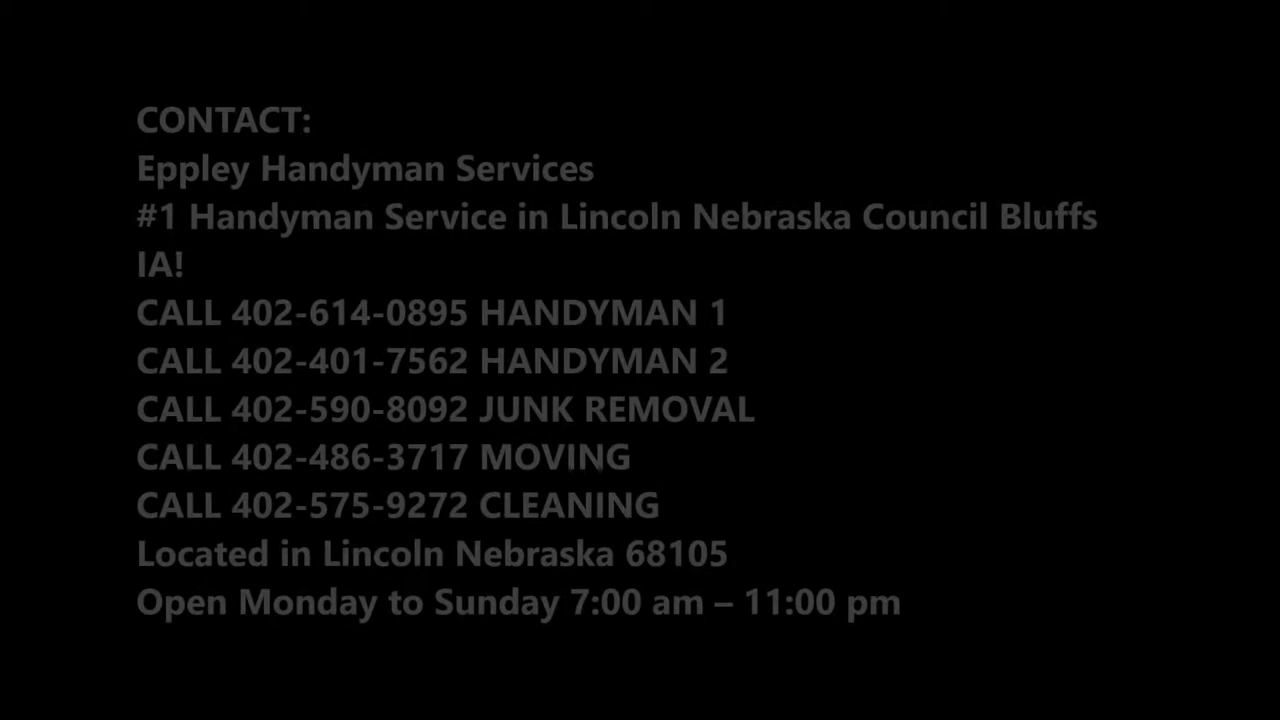 CONTACT:
Eppley Handyman Services
#1 Handyman Service in Lincoln Nebraska Council Bluffs
IA!
CALL 402-614-0895 HANDYMAN 1
CALL 402-401-7562 HANDYMAN 2
CALL 402-590-8092 JUNK REMOVAL
CALL 402-486-3717 MOVING
CALL 402-575-9272 CLEANING
Located in Lincoln Nebraska 68105
Open Monday to Sunday 7:00 am – 11:00 pm